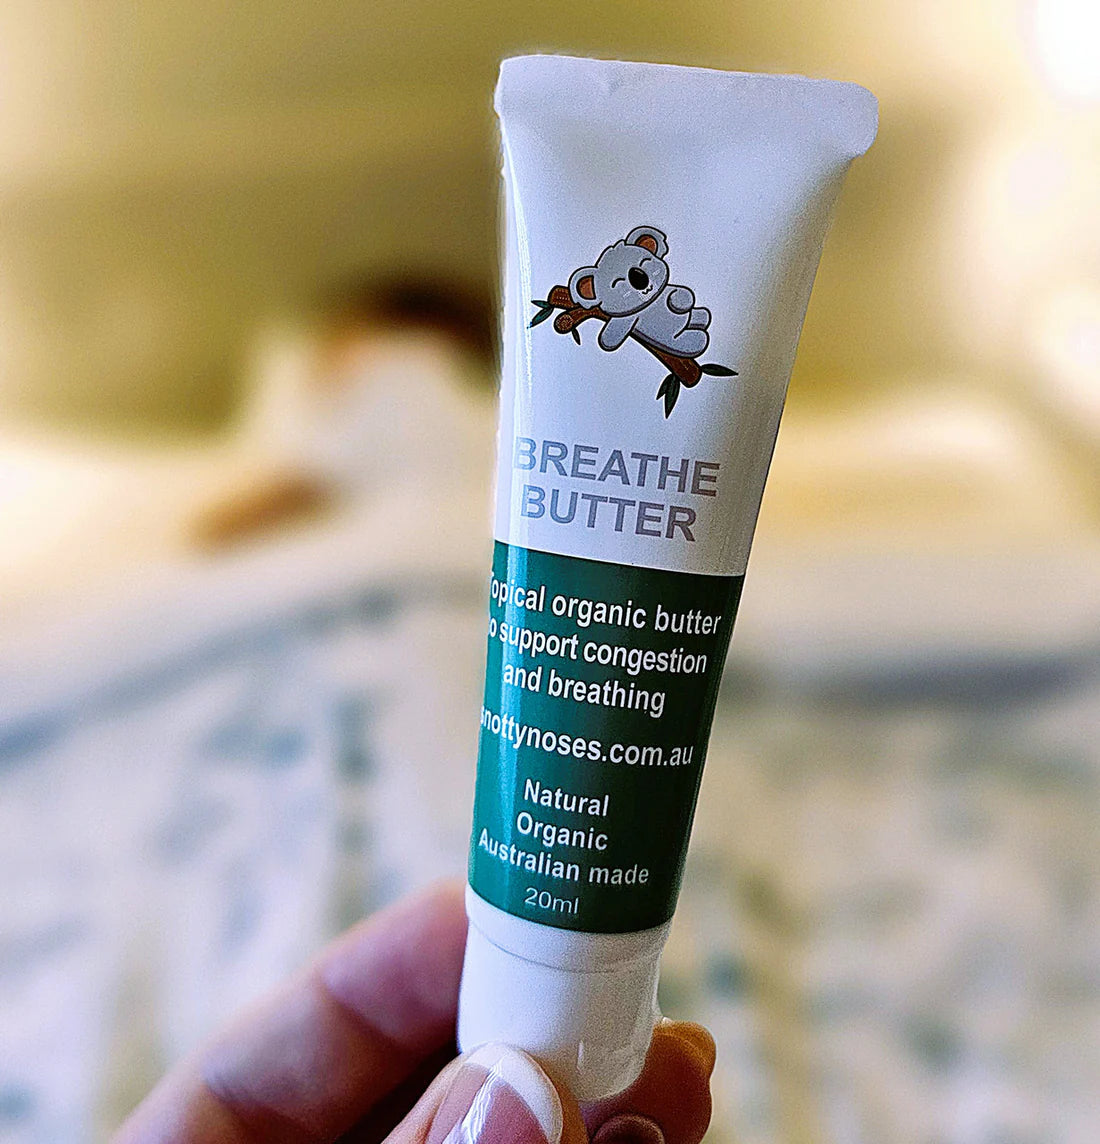 BREATHE
BUTTER
Topical organic butter
to support congestion
and breathing
snottynoses.com.au
Natural
Organic
Australian made
20ml